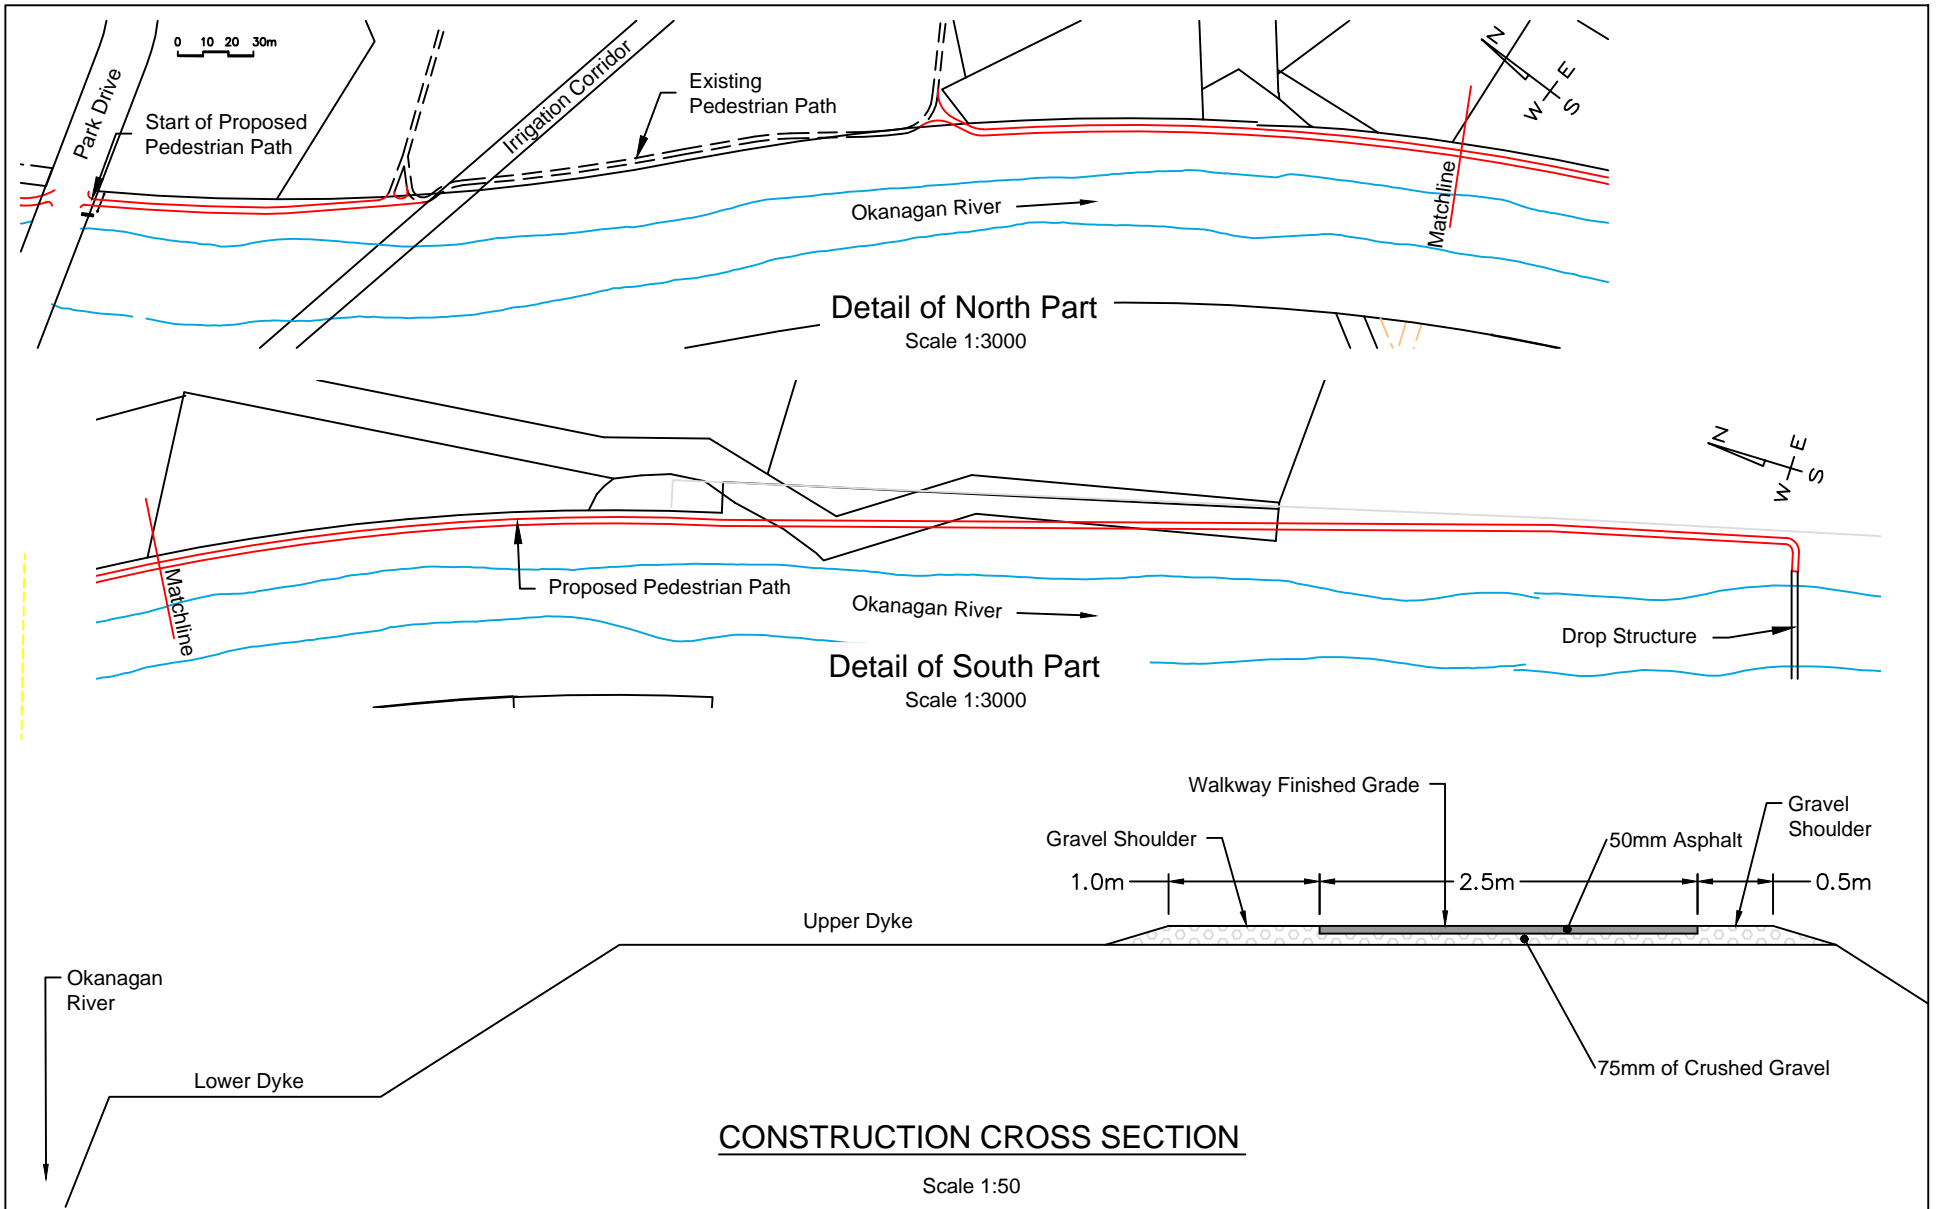 0 10 20 30m
Park Drive
Start of Proposed
Pedestrian Path
Irrigation Corridor
Existing
Pedestrian Path
N
E
W
S
Okanagan River
Matchline
Detail of North Part
Scale 1:3000
N
E
W
S
Matchline
Proposed Pedestrian Path
Okanagan River
Drop Structure
Detail of South Part
Scale 1:3000
Walkway Finished Grade
Gravel
Shoulder
Gravel Shoulder
50mm Asphalt
1.0m
2.5m
0.5m
Upper Dyke
Okanagan
River
75mm of Crushed Gravel
Lower Dyke
CONSTRUCTION CROSS SECTION
Scale 1:50